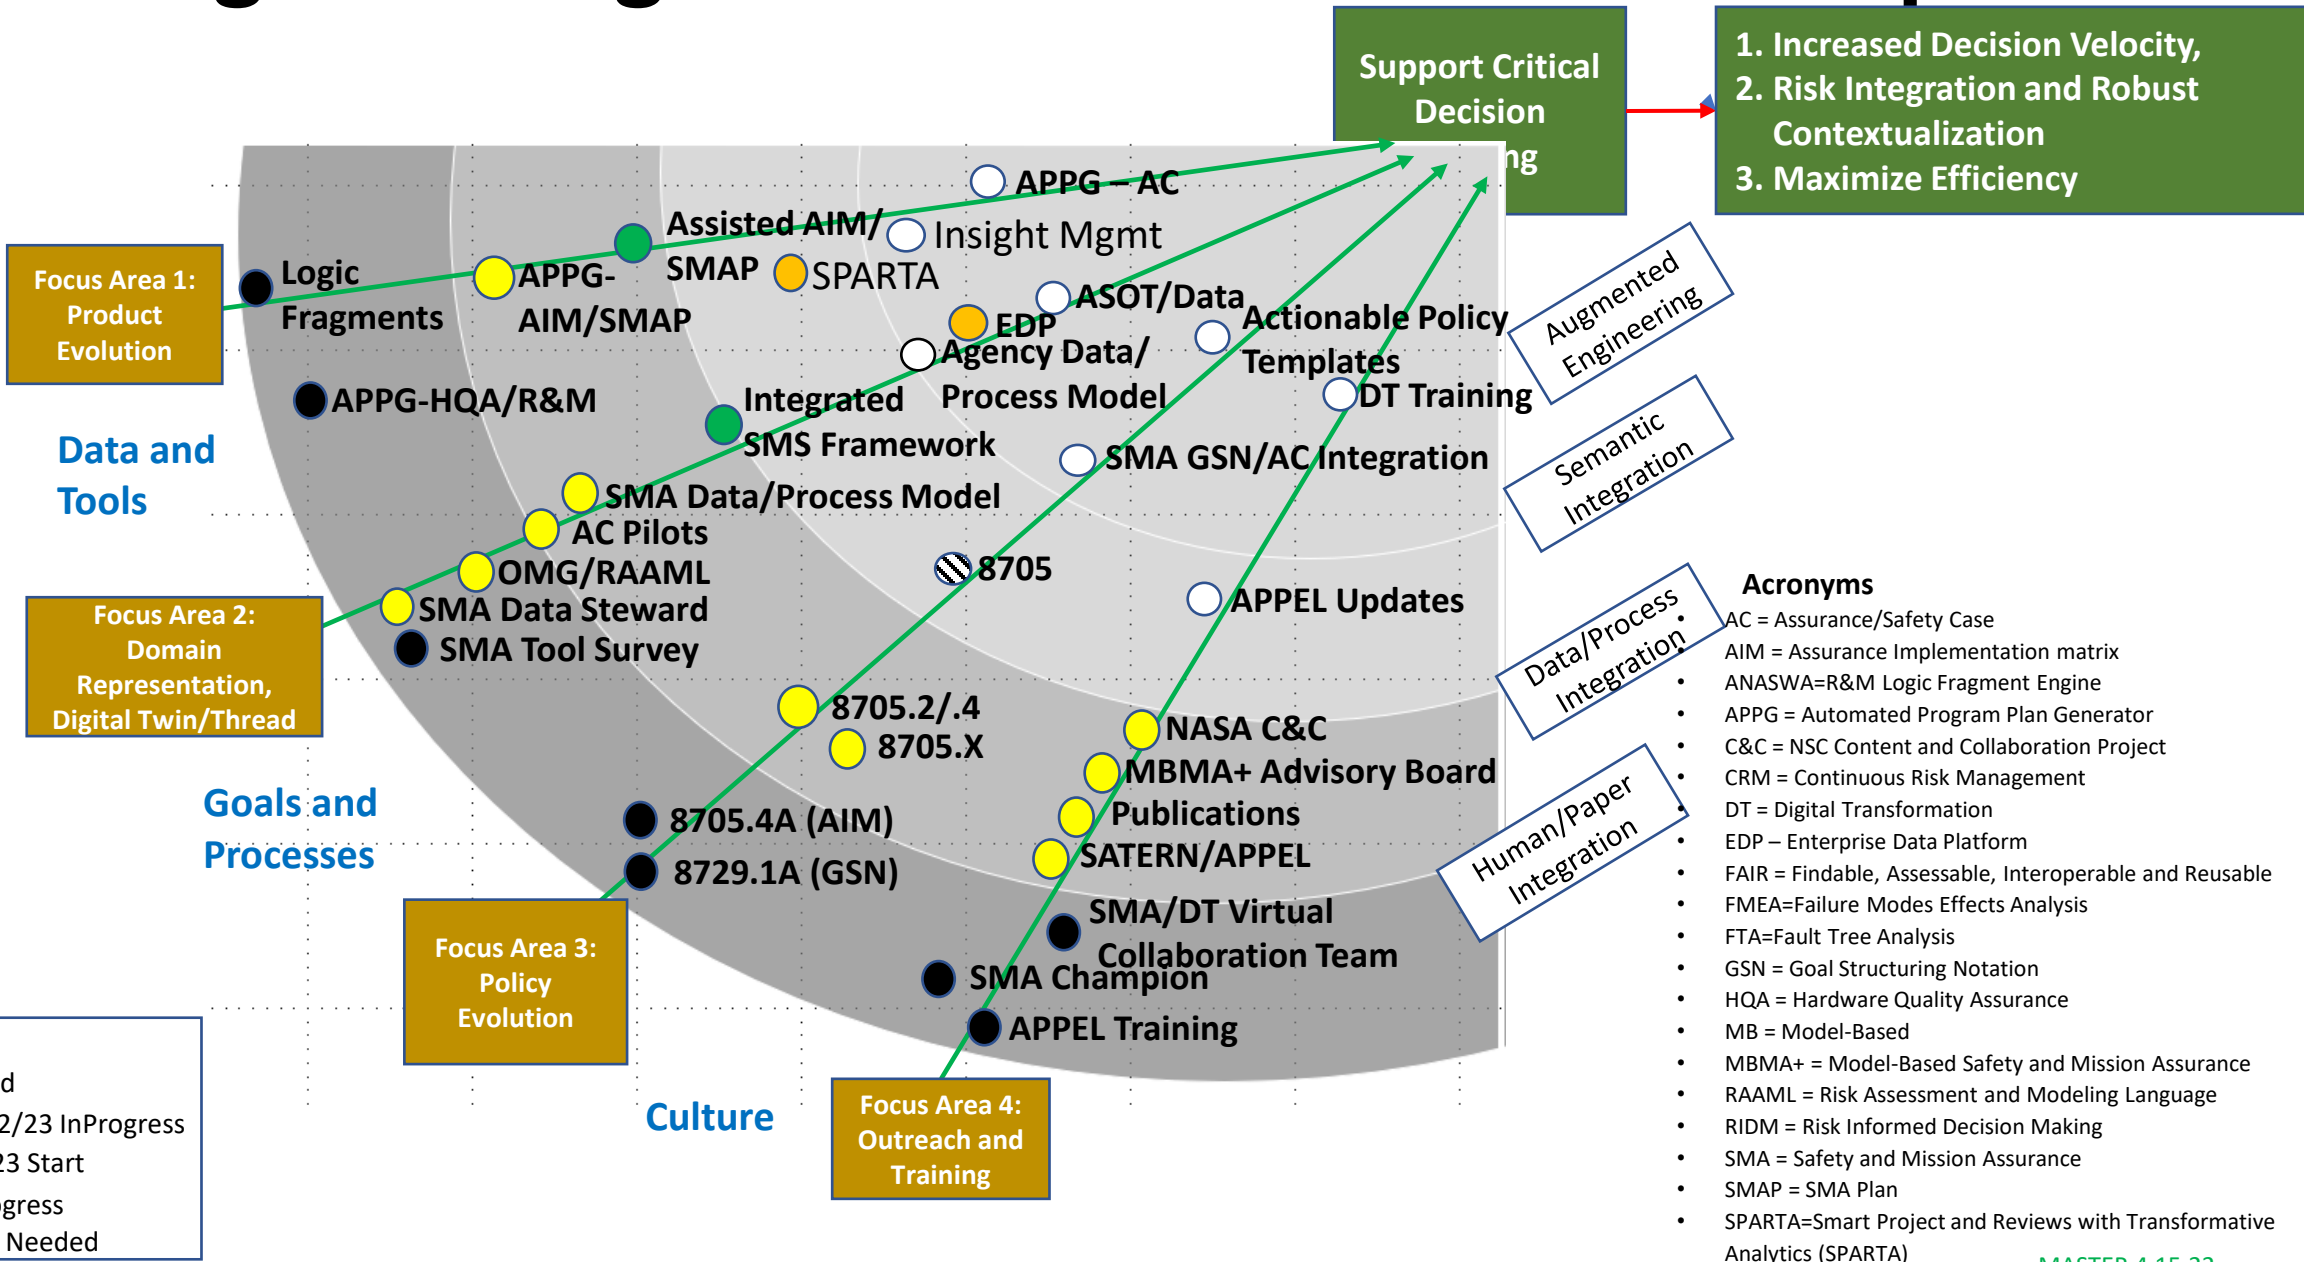 Support Critical
Decision
ng
1. Increased Decision Velocity,
2. Risk Integration and Robust
Contextualization
3. Maximize Efficiency
APPG – AC
Assisted AIM/
SMAP
Insight Mgmt
SPARTA
Focus Area 1:
Product
Evolution
Logic
Fragments
APPG-
AIM/SMAP
ASOT/Data
EDP
Actionable Policy
Templates
Agency Data/
Process Model
DT Training
APPG-HQA/R&M
Integrated
SMS Framework
Data and
Tools
SMA GSN/AC Integration
SMA Data/Process Model
AC Pilots
OMG/RAAML
8705
SMA Data Steward
SMA Tool Survey
APPEL Updates
Focus Area 2:
Domain
Representation,
Digital Twin/Thread
8705.2/.4
8705.X
NASA C&C
MBMA+ Advisory Board
Publications
SATERN/APPEL
Goals and
Processes
8705.4A (AIM)
8729.1A (GSN)
SMA/DT Virtual
Collaboration Team
SMA Champion
APPEL Training
Focus Area 3:
Policy
Evolution
Culture
Focus Area 4:
Outreach and
Training
Augmented
Engineering
Semantic
Integration
Data/Process
Integration
Human/Paper
Integration
d
2/23 InProgress
23 Start
ogress
Needed
Acronyms
• AC = Assurance/Safety Case
• AIM = Assurance Implementation matrix
• ANASWA=R&M Logic Fragment Engine
• APPG = Automated Program Plan Generator
• C&C = NSC Content and Collaboration Project
• CRM = Continuous Risk Management
• DT = Digital Transformation
• EDP – Enterprise Data Platform
• FAIR = Findable, Assessable, Interoperable and Reusable
• FMEA=Failure Modes Effects Analysis
• FTA=Fault Tree Analysis
• GSN = Goal Structuring Notation
• HQA = Hardware Quality Assurance
• MB = Model-Based
• MBMA+ = Model-Based Safety and Mission Assurance
• RAAML = Risk Assessment and Modeling Language
• RIDM = Risk Informed Decision Making
• SMA = Safety and Mission Assurance
• SMAP = SMA Plan
• SPARTA=Smart Project and Reviews with Transformative
Analytics (SPARTA)